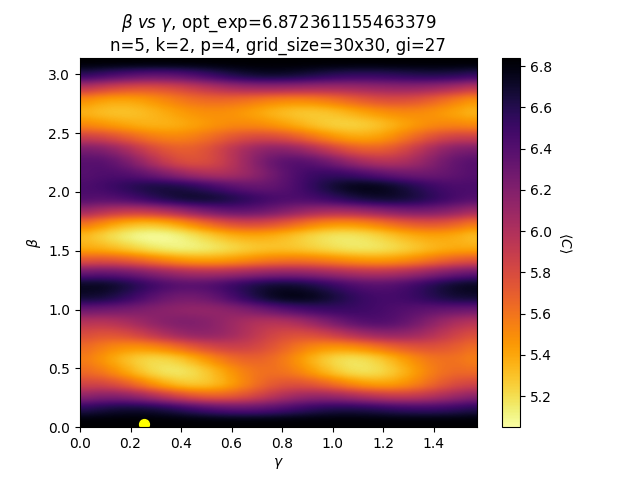 β vs γ, opt_exp=6.872361155463379
n=5, k=2, p=4, grid_size=30x30, gi=27
3.0
2.5
2.0
1.5
1.0
0.5
0.0
β
0.0 0.2 0.4 0.6 0.8 1.0 1.2 1.4
γ
6.8
6.6
6.4
6.2
6.0
5.8
5.6
5.4
5.2
⟨C⟩